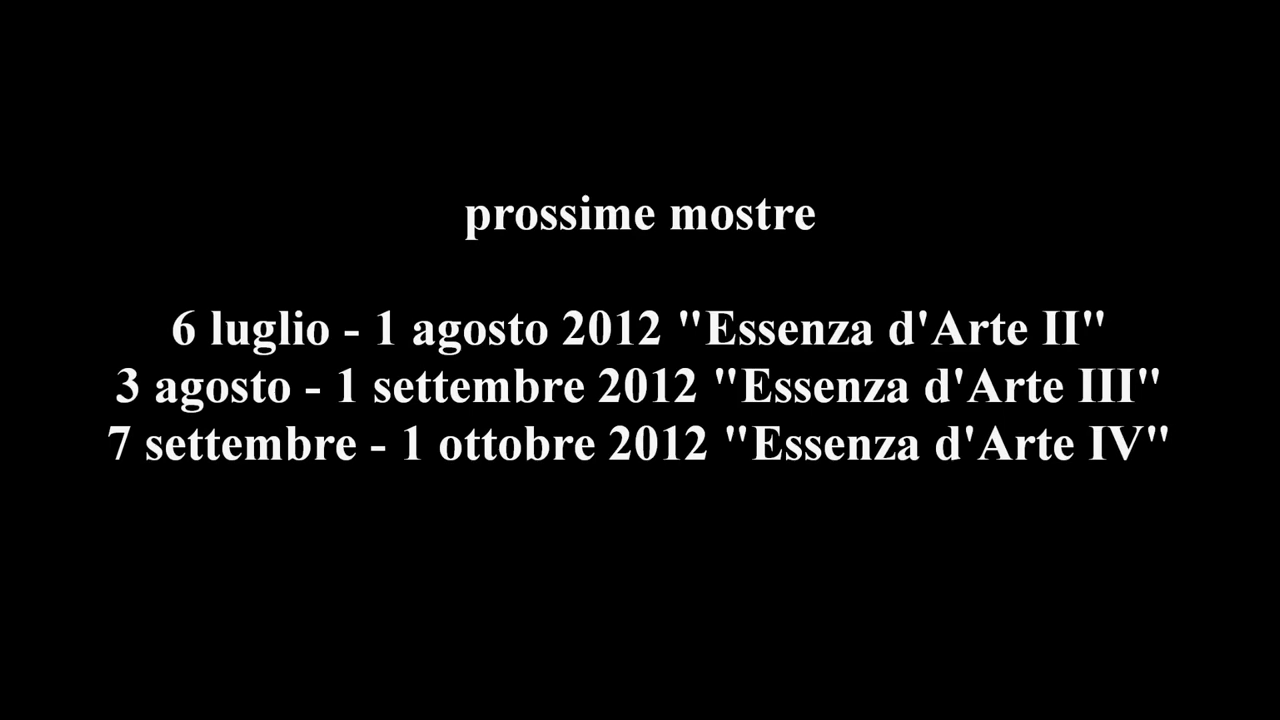 prossime mostre
6 luglio - 1 agosto 2012 "Essenza d'Arte II"
3 agosto - 1 settembre 2012 "Essenza d'Arte III"
7 settembre - 1 ottobre 2012 "Essenza d'Arte IV"